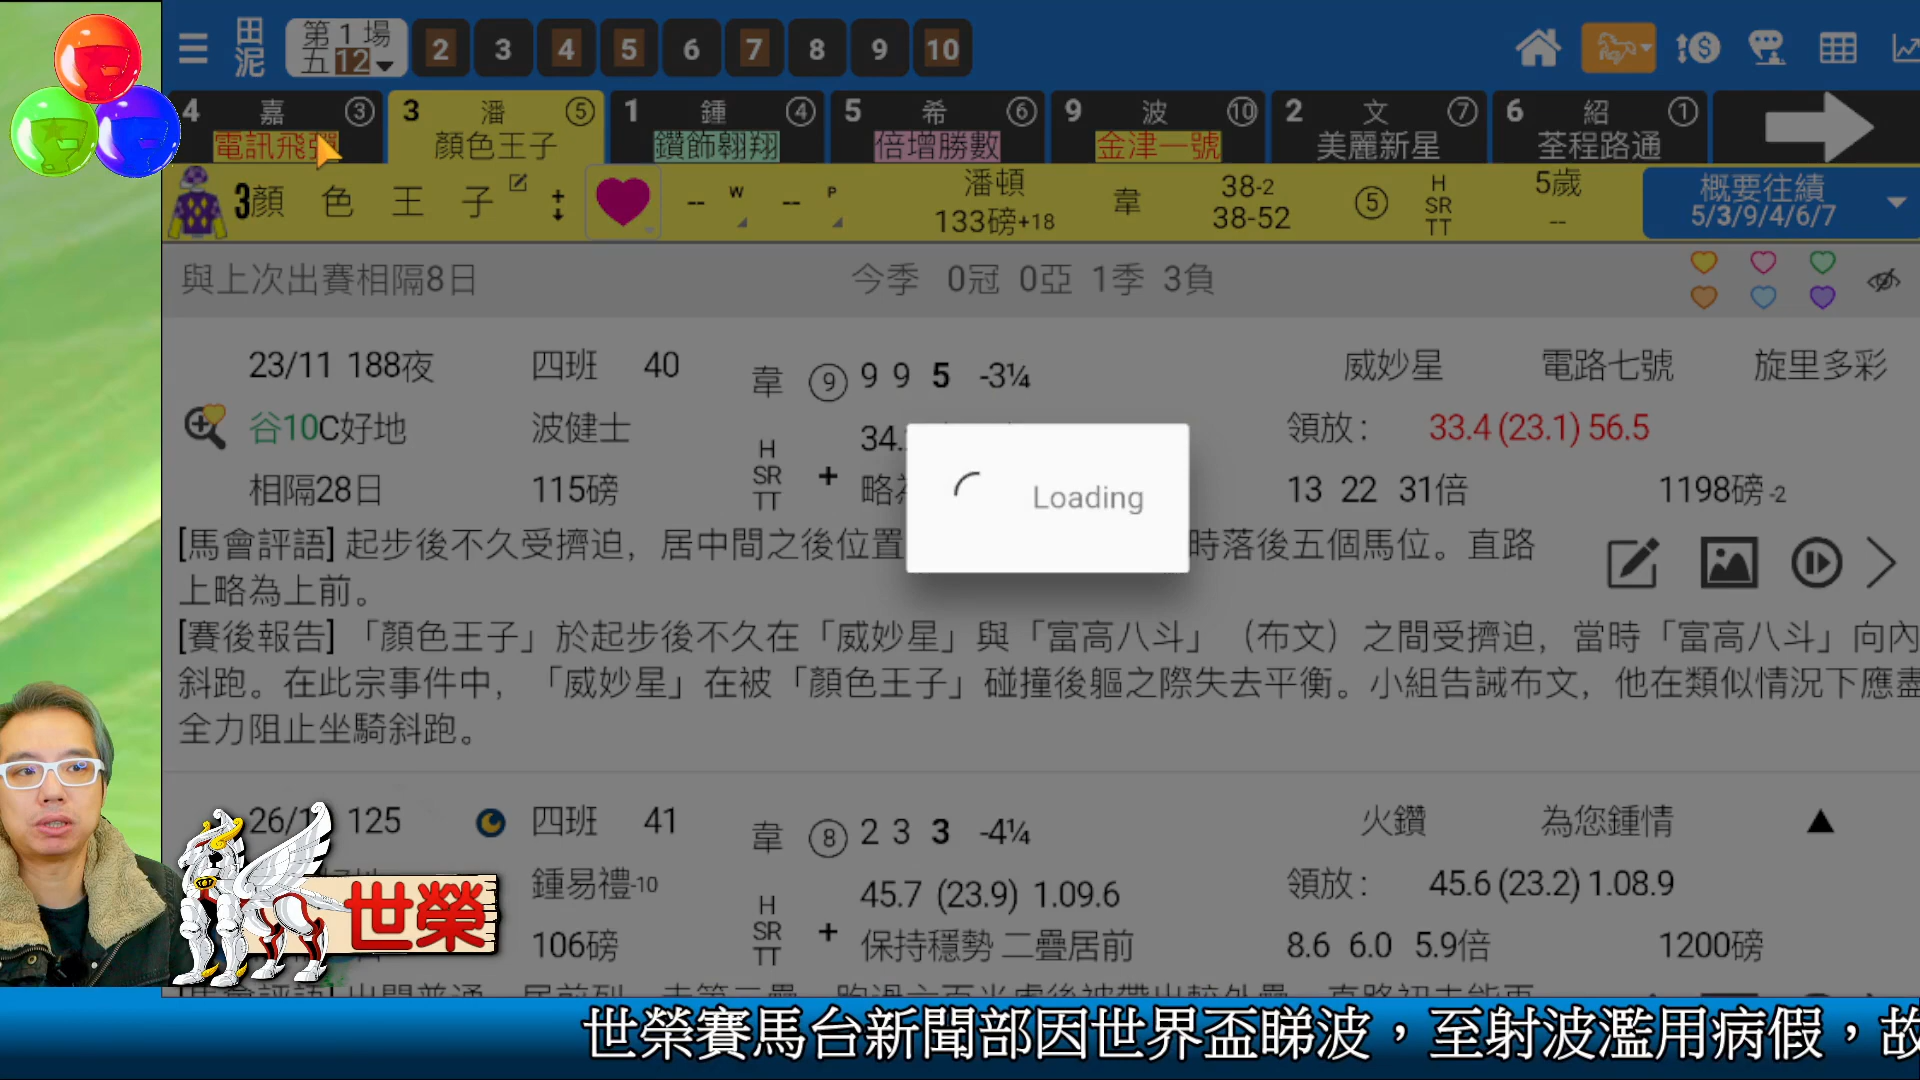 田泥 第1場 五12 2 3 4 5 6 7 8 9 10
4 嘉 ③ 3 潘 ⑤ 1 鍾 ④ 5 希 ⑥ 9 波 ⑩ 2 文 ⑦ 6 紹 ①
電訊飛彈 顏色王子 鑽飾翱翔 倍增勝數 金津一號 美麗新星 荃程路通
3顏色王子 -- W -- P 潘頓 133磅+18 韋 38-2 38-52 ⑤ H SR TT 5歲 -- 概要往績 5/3/9/4/6/7
與上次出賽相隔8日 今季 0冠 0亞 1季 3負
23/11 188夜 四班 40 韋 ⑨ 9 9 5 -3¼ 威妙星 電路七號 旋里多彩
谷10C好地 波健士 H SR TT + 34. 領放： 33.4 (23.1) 56.5
相隔28日 115磅 略 13 22 31倍 1198磅-2
Loading
[馬會評語] 起步後不久受擠迫，居中間之後位置 時落後五個馬位。直路
上略為上前。
[賽後報告] 「顏色王子」於起步後不久在「威妙星」與「富高八斗」（布文）之間受擠迫，當時「富高八斗」向內
斜跑。在此宗事件中，「威妙星」在被「顏色王子」碰撞後軀之際失去平衡。小組告誡布文，他在類似情況下應盡
全力阻止坐騎斜跑。
26/1 125 四班 41 韋 ⑧ 2 3 3 -4¼ 火鑽 為您鍾情
鍾易禮-10 H SR TT + 45.7 (23.9) 1.09.6 領放： 45.6 (23.2) 1.08.9
106磅 保持穩勢 二疊居前 8.6 6.0 5.9倍 1200磅
世榮
世榮賽馬台新聞部因世界盃睇波，至射波濫用病假，故